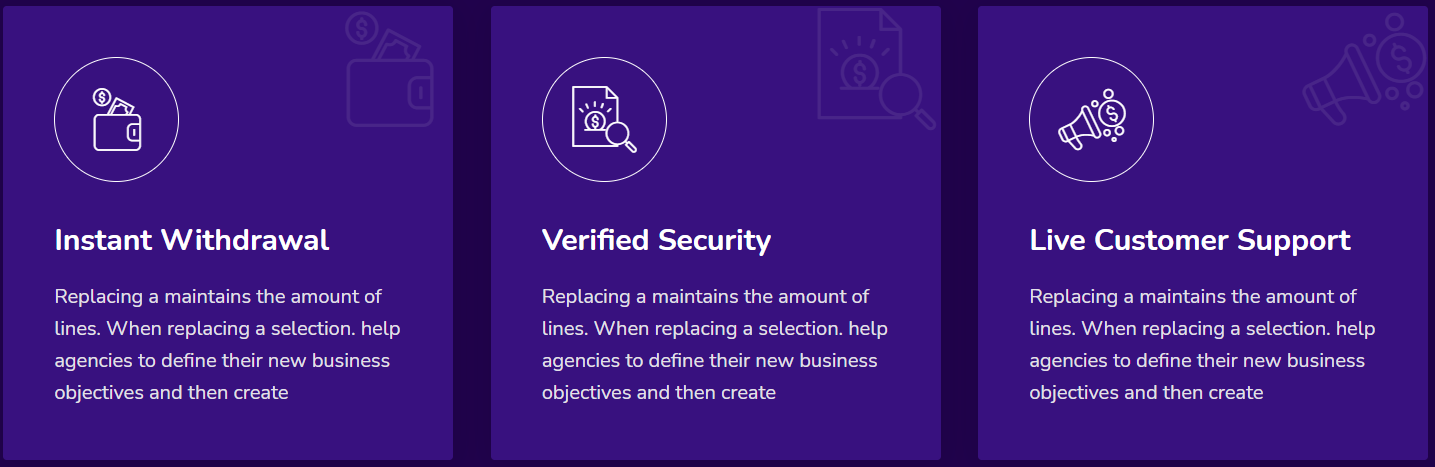 Instant Withdrawal
Replacing a maintains the amount of
lines. When replacing a selection. help
agencies to define their new business
objectives and then create
Verified Security
Replacing a maintains the amount of
lines. When replacing a selection. help
agencies to define their new business
objectives and then create
Live Customer Support
Replacing a maintains the amount of
lines. When replacing a selection. help
agencies to define their new business
objectives and then create